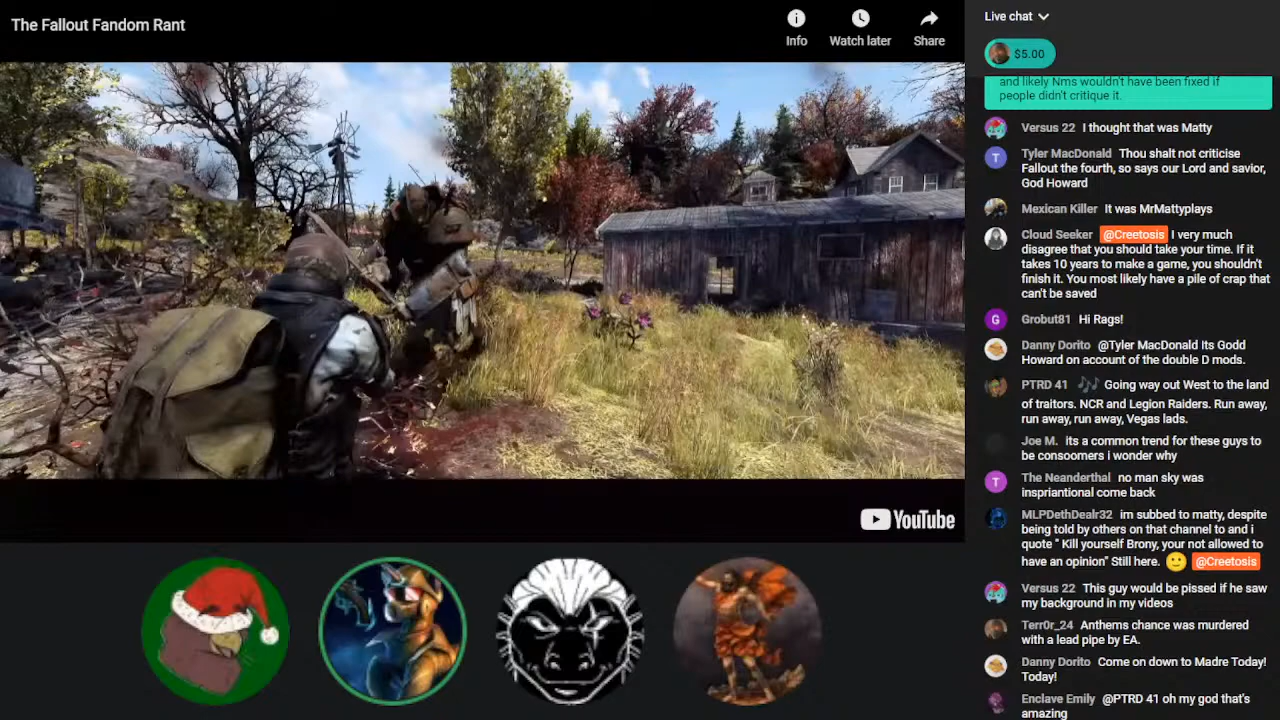 The Fallout Fandom Rant
Info
Watch later
Share
YouTube
Live chat
$5.00
and likely Nms wouldn't have been fixed if
people didn't critique it.
Versus 22 I thought that was Matty
Tyler MacDonald Thou shalt not criticise
Fallout the fourth, so says our Lord and savior,
God Howard
Mexican Killer It was MrMattyplays
Cloud Seeker @Creetosis I very much
disagree that you should take your time. If it
takes 10 years to make a game, you shouldn't
finish it. You most likely have a pile of crap that
can't be saved
G
Grobut81 Hi Rags!
Danny Dorito @Tyler MacDonald Its Godd
Howard on account of the double D mods.
PTRD 41 🎶 Going way out West to the land
of traitors. NCR and Legion Raiders. Run away,
run away, run away, Vegas lads.
Joe M. its a common trend for these guys to
be consoomers i wonder why
T
The Neanderthal no man sky was
inspriantional come back
MLPDethDealr32 im subbed to matty, despite
being told by others on that channel to and i
quote " Kill yourself Brony, your not allowed to
have an opinion" Still here. 🙂 @Creetosis
Versus 22 This guy would be pissed if he saw
my background in my videos
Terr0r_24 Anthems chance was murdered
with a lead pipe by EA.
Danny Dorito Come on down to Madre Today!
Today!
Enclave Emily @PTRD 41 oh my god that's
amazing